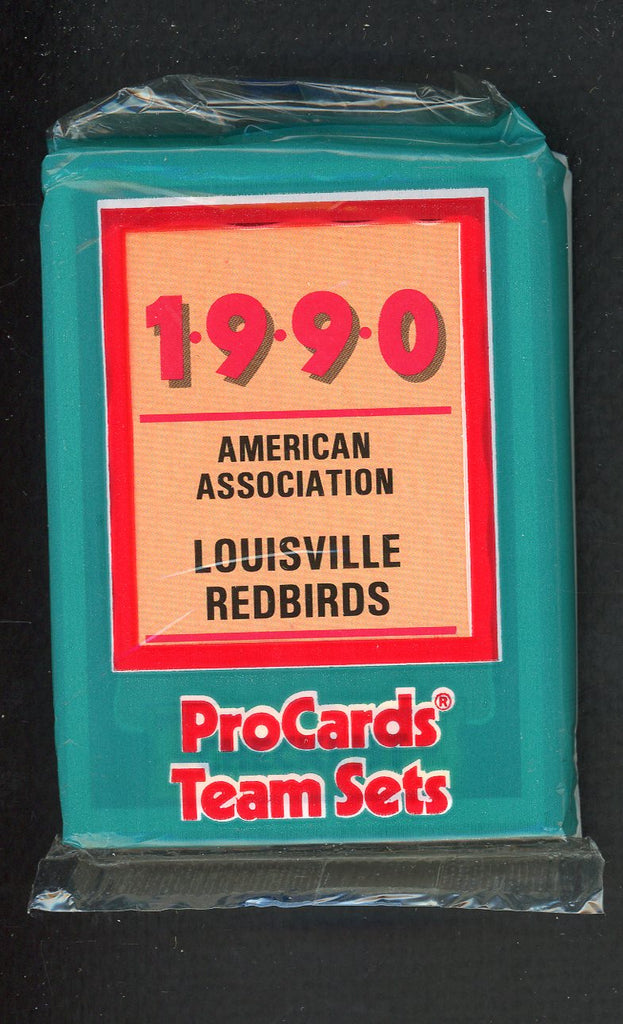 1·9·9·0
AMERICAN
ASSOCIATION
LOUISVILLE
REDBIRDS
ProCards®
Team Sets